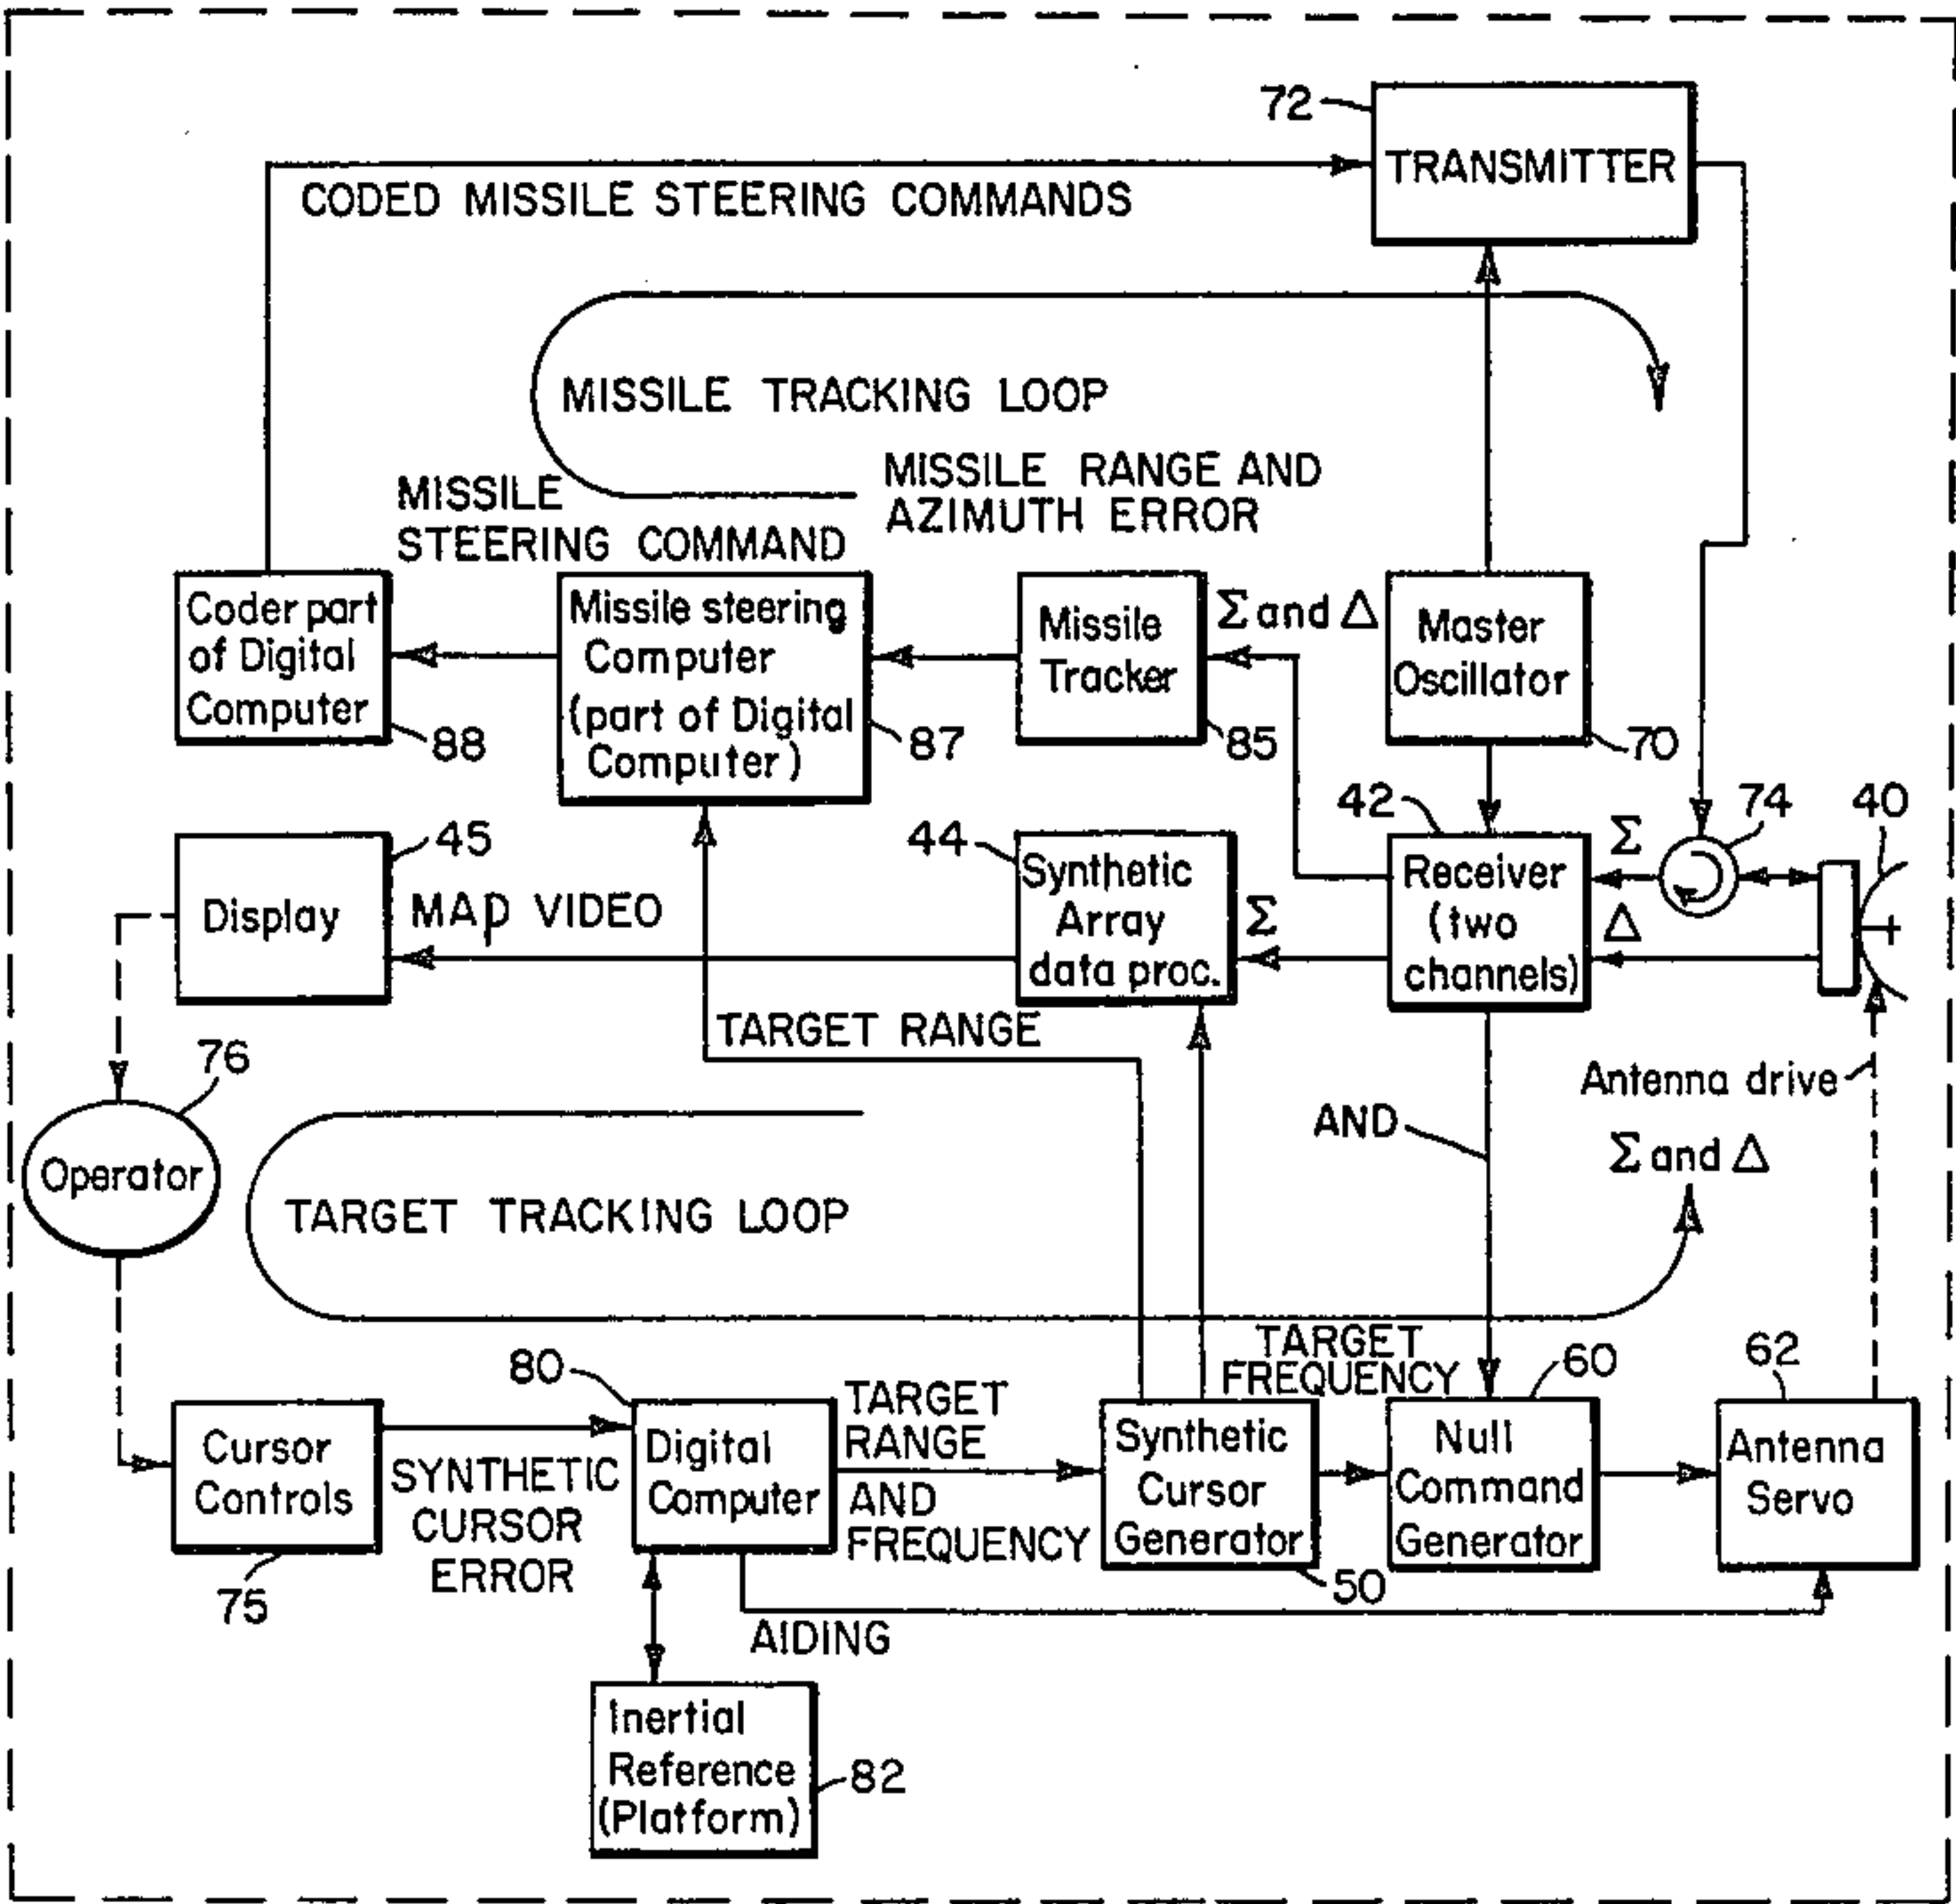 72
TRANSMITTER
CODED MISSILE STEERING COMMANDS
MISSILE TRACKING LOOP
MISSILE RANGE AND
AZIMUTH ERROR
MISSILE
STEERING COMMAND
Coder part
of Digital
Computer
88
Missile steering
Computer
(part of Digital
Computer)
87
Missile
Tracker
85
Σ and Δ
Master
Oscillator
70
45
Display
MAp VIDEO
44
Synthetic
Array
data proc.
Σ
42
Receiver
(two
channels)
Σ
Δ
74
40
TARGET RANGE
76
Operator
Antenna drive
AND
Σ and Δ
TARGET TRACKING LOOP
TARGET
FREQUENCY
Cursor
Controls
75
SYNTHETIC
CURSOR
ERROR
80
Digital
Computer
TARGET
RANGE
AND
FREQUENCY
Synthetic
Cursor
Generator
50
60
Null
Command
Generator
62
Antenna
Servo
AIDING
Inertial
Reference
(Platform)
82